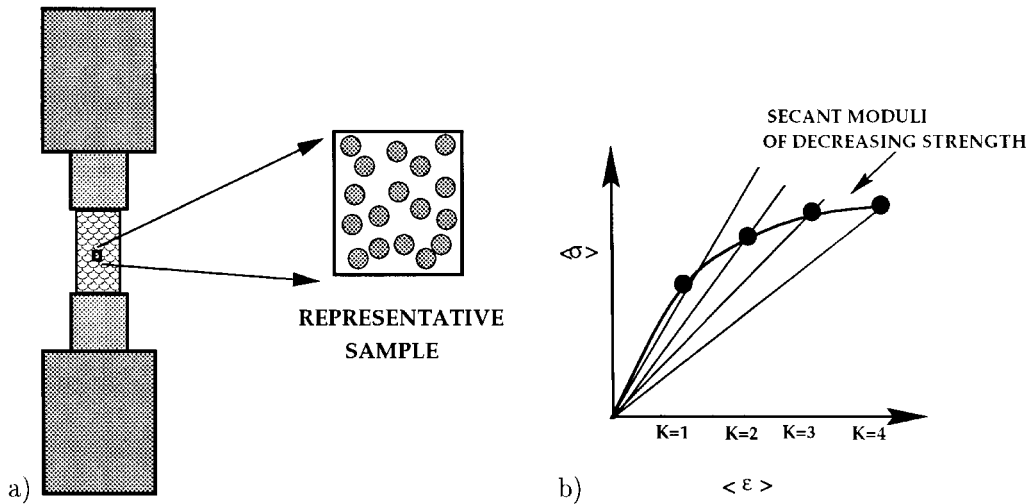 REPRESENTATIVE
SAMPLE
a)
SECANT MODULI
OF DECREASING STRENGTH
<σ>
K=1 K=2 K=3 K=4
b)
< ε >